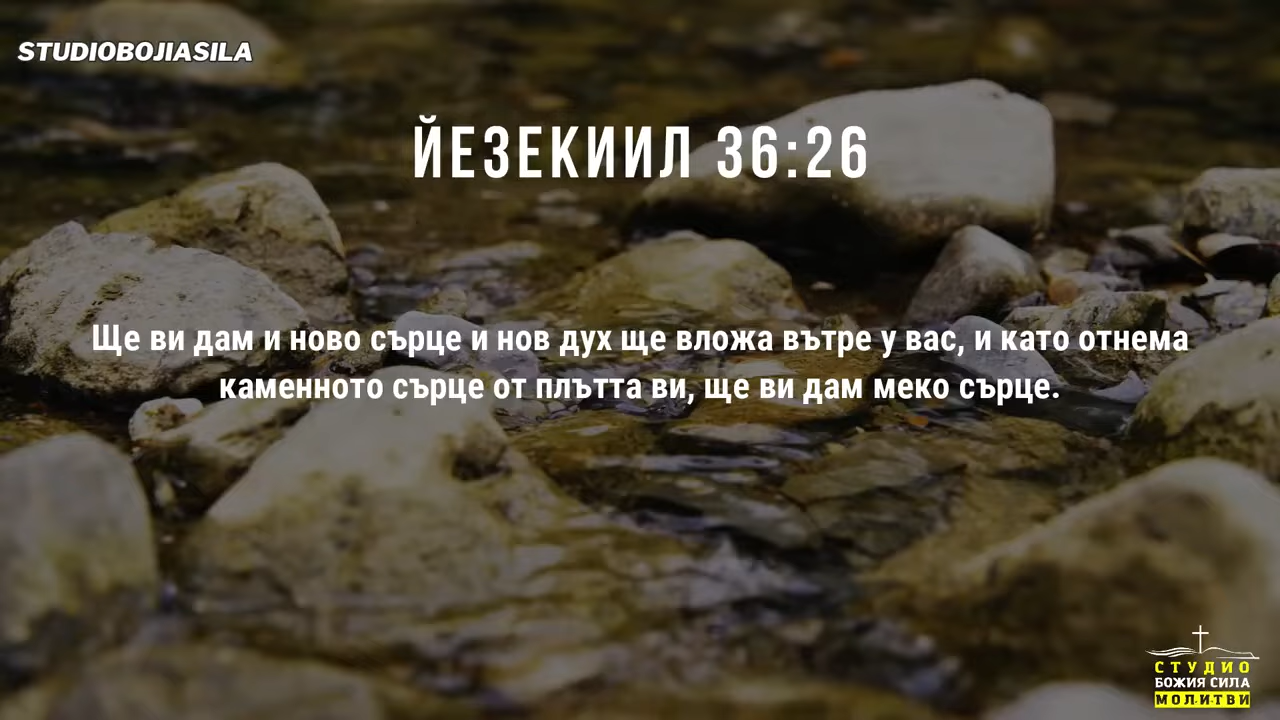 STUDIOBOJIASILA
ЙЕЗЕКИИЛ 36:26
Ще ви дам и ново сърце и нов дух ще вложа вътре у вас, и като отнема
каменното сърце от плътта ви, ще ви дам меко сърце.
СТУДИО
БОЖИЯ СИЛА
МОЛИТВИ